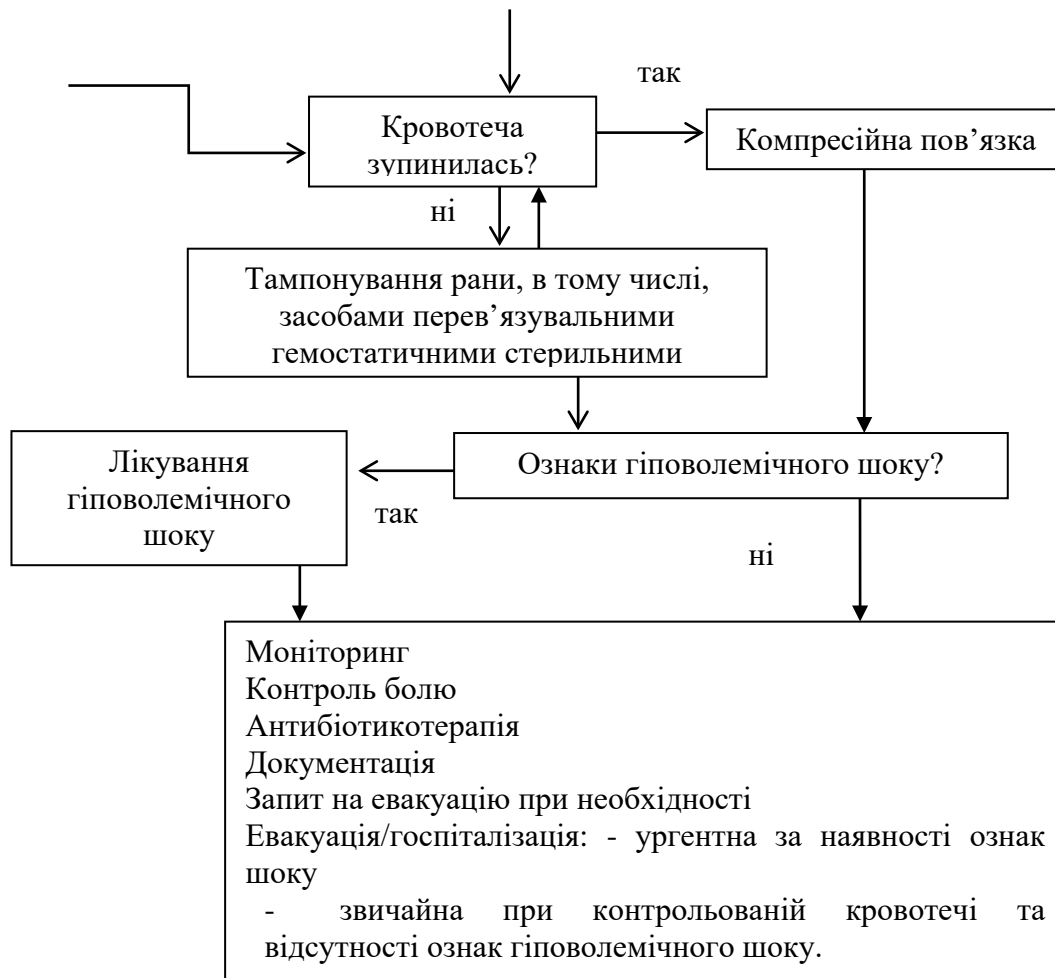 так
Кровотеча
зупинилась?
Компресійна пов’язка
ні
Тампонування рани, в тому числі,
засобами перев’язувальними
гемостатичними стерильними
Лікування
гіповолемічного
шоку
Ознаки гіповолемічного шоку?
так
ні
Моніторинг
Контроль болю
Антибіотикотерапія
Документація
Запит на евакуацію при необхідності
Евакуація/госпіталізація: - ургентна за наявності ознак
шоку
- звичайна при контрольованій кровотечі та
відсутності ознак гіповолемічного шоку.